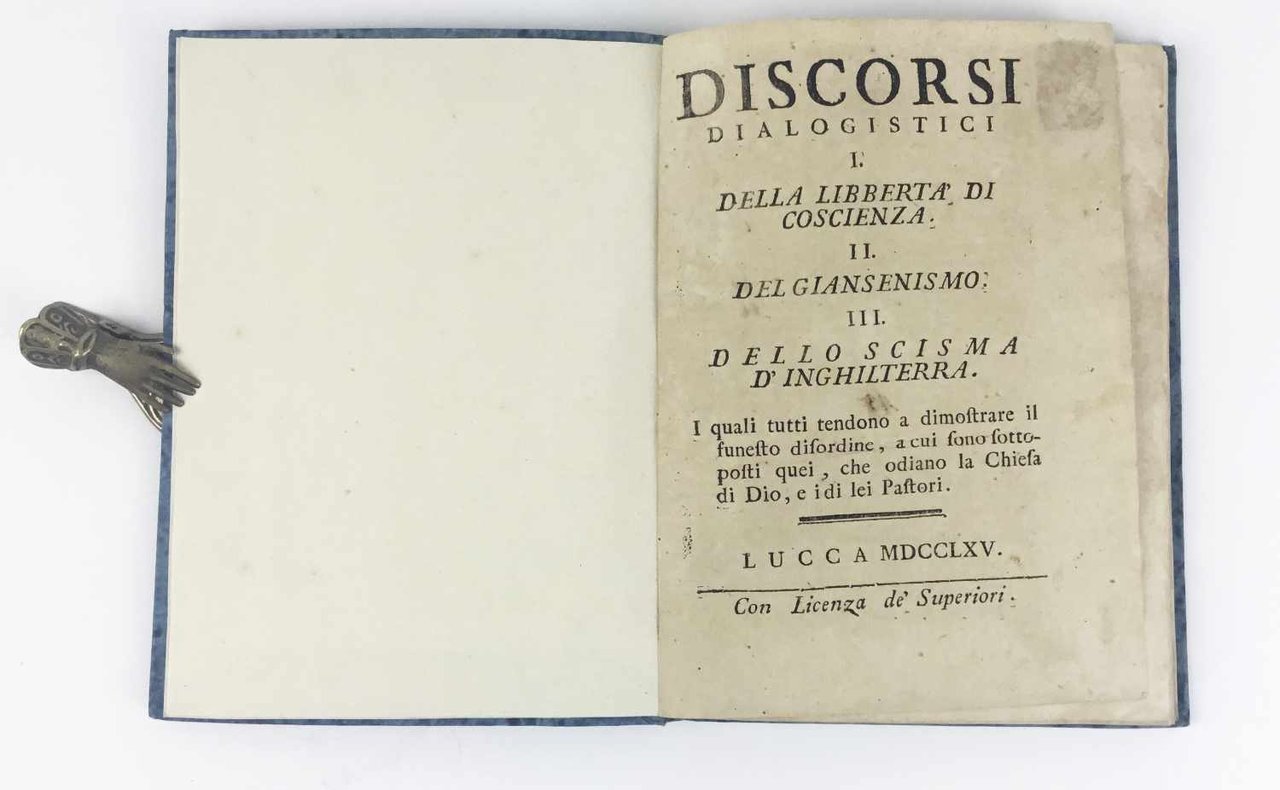 DISCORSI
DIALOGISTICI
I.
DELLA LIBBERTA' DI
COSCIENZA.
II.
DEL GIANSENISMO.
III.
DELLO SCISMA
D' INGHILTERRA.
I quali tutti tendono a dimoſtrare il
funeſto diſordine, a cui ſono ſotto-
poſti quei, che odiano la Chieſa
di Dio, e i di lei Paſtori.
LUCCA MDCCLXV.
Con Licenza de' Superiori.